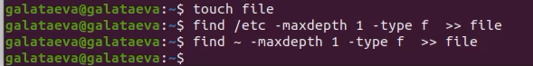 galataeva@galataeva:~$ touch file
galataeva@galataeva:~$ find /etc -maxdepth 1 -type f  >> file
galataeva@galataeva:~$ find ~ -maxdepth 1 -type f  >> file
galataeva@galataeva:~$